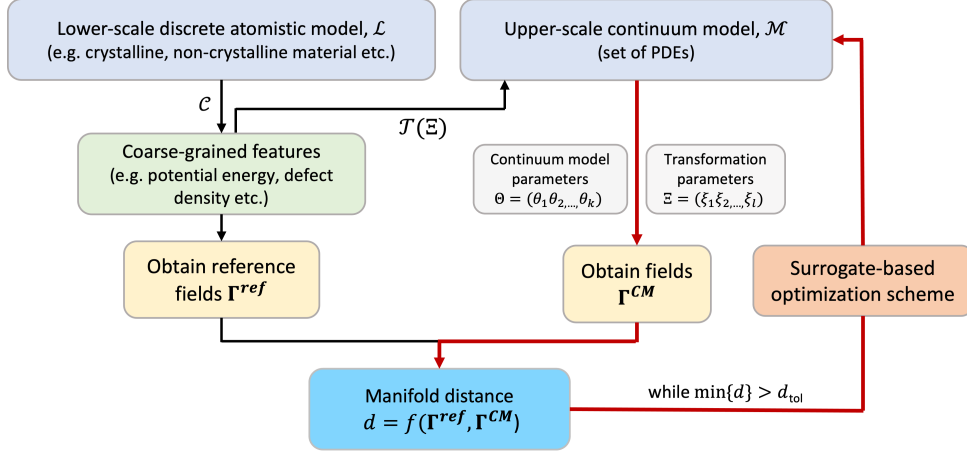 Lower-scale discrete atomistic model, ℒ
(e.g. crystalline, non-crystalline material etc.)
Upper-scale continuum model, ℳ
(set of PDEs)
𝒞
𝒯(Ξ)
Coarse-grained features
(e.g. potential energy, defect
density etc.)
Continuum model
parameters
Θ = (θ₁θ₂,...,θₖ)
Transformation
parameters
Ξ = (ξ₁ξ₂,...,ξₗ)
Obtain reference
fields Γʳᵉᶠ
Obtain fields
Γᶜᴹ
Surrogate-based
optimization scheme
Manifold distance
d = f(Γʳᵉᶠ, Γᶜᴹ)
while min{d} > d_tol